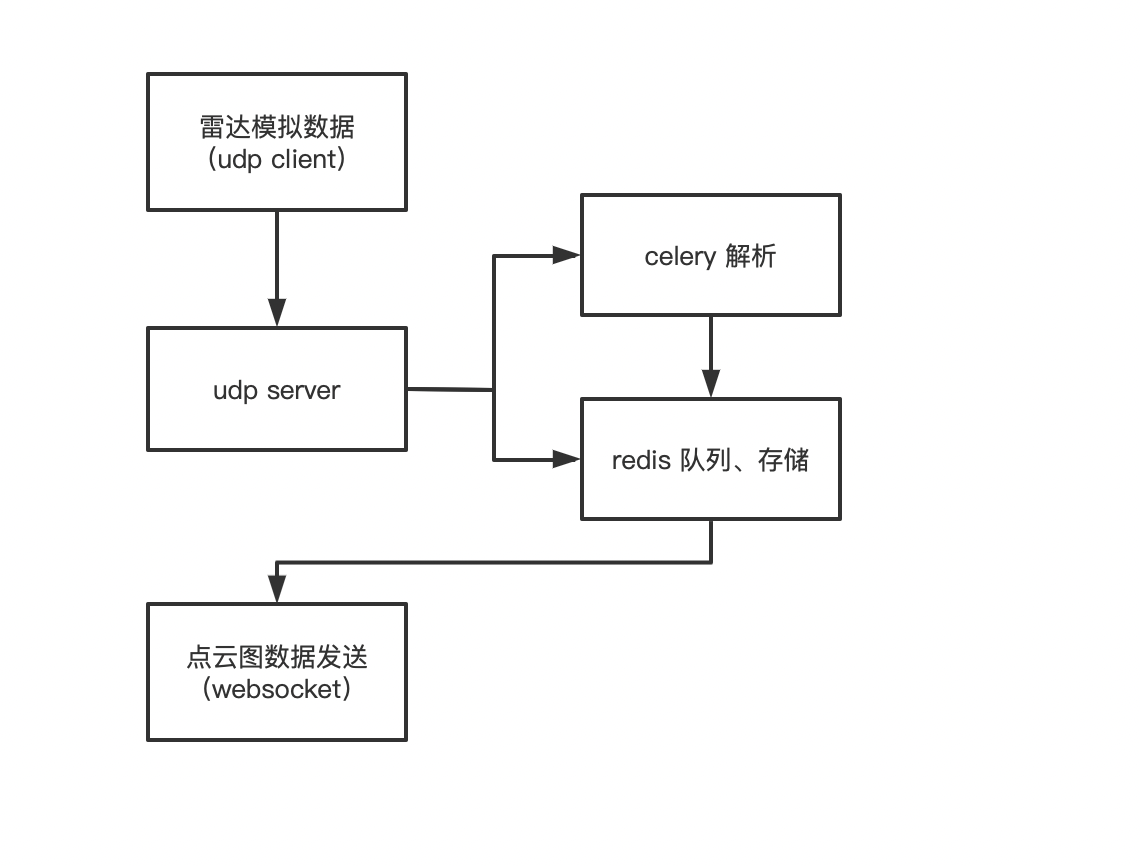 雷达模拟数据
（udp client）
celery 解析
udp server
redis 队列、存储
点云图数据发送
（websocket）